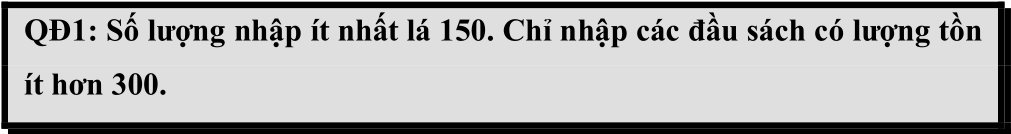 QĐ1: Số lượng nhập ít nhất lá 150. Chỉ nhập các đầu sách có lượng tồn
ít hơn 300.